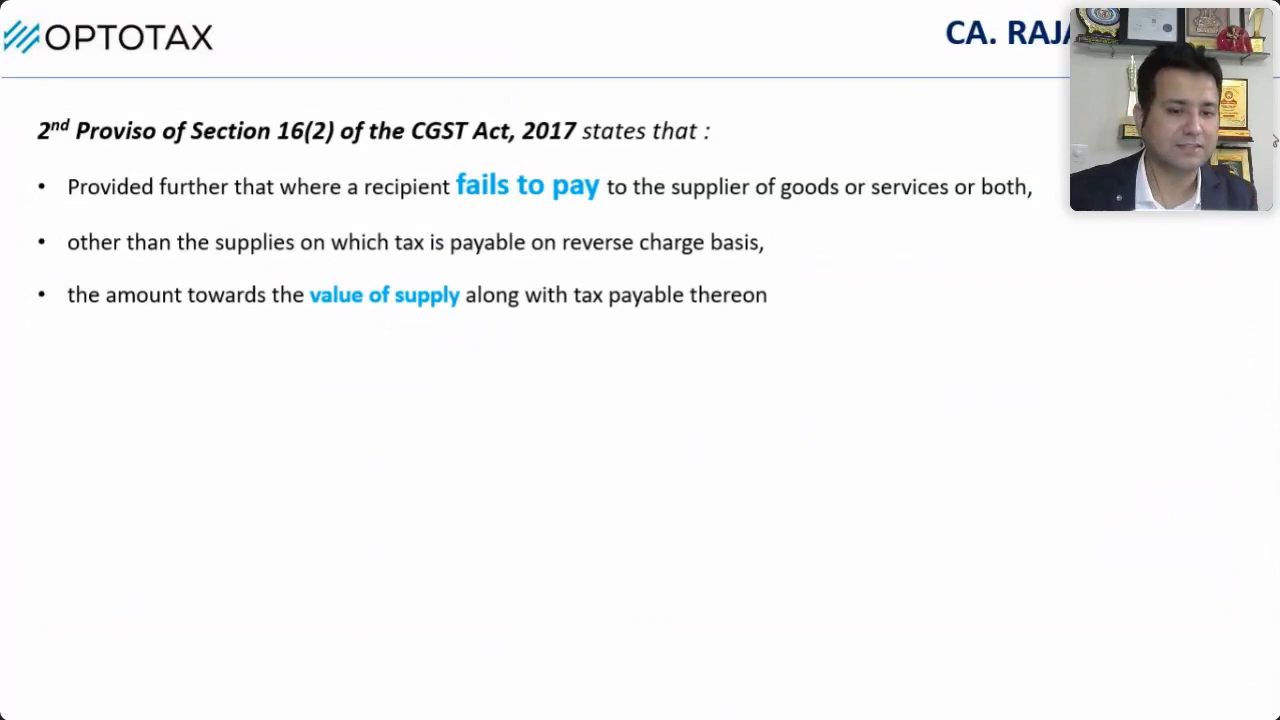 OPTOTAX
CA.
2nd Proviso of Section 16(2) of the CGST Act, 2017 states that :
• Provided further that where a recipient fails to pay to the supplier of goods or services or both,
• other than the supplies on which tax is payable on reverse charge basis,
• the amount towards the value of supply along with tax payable thereon